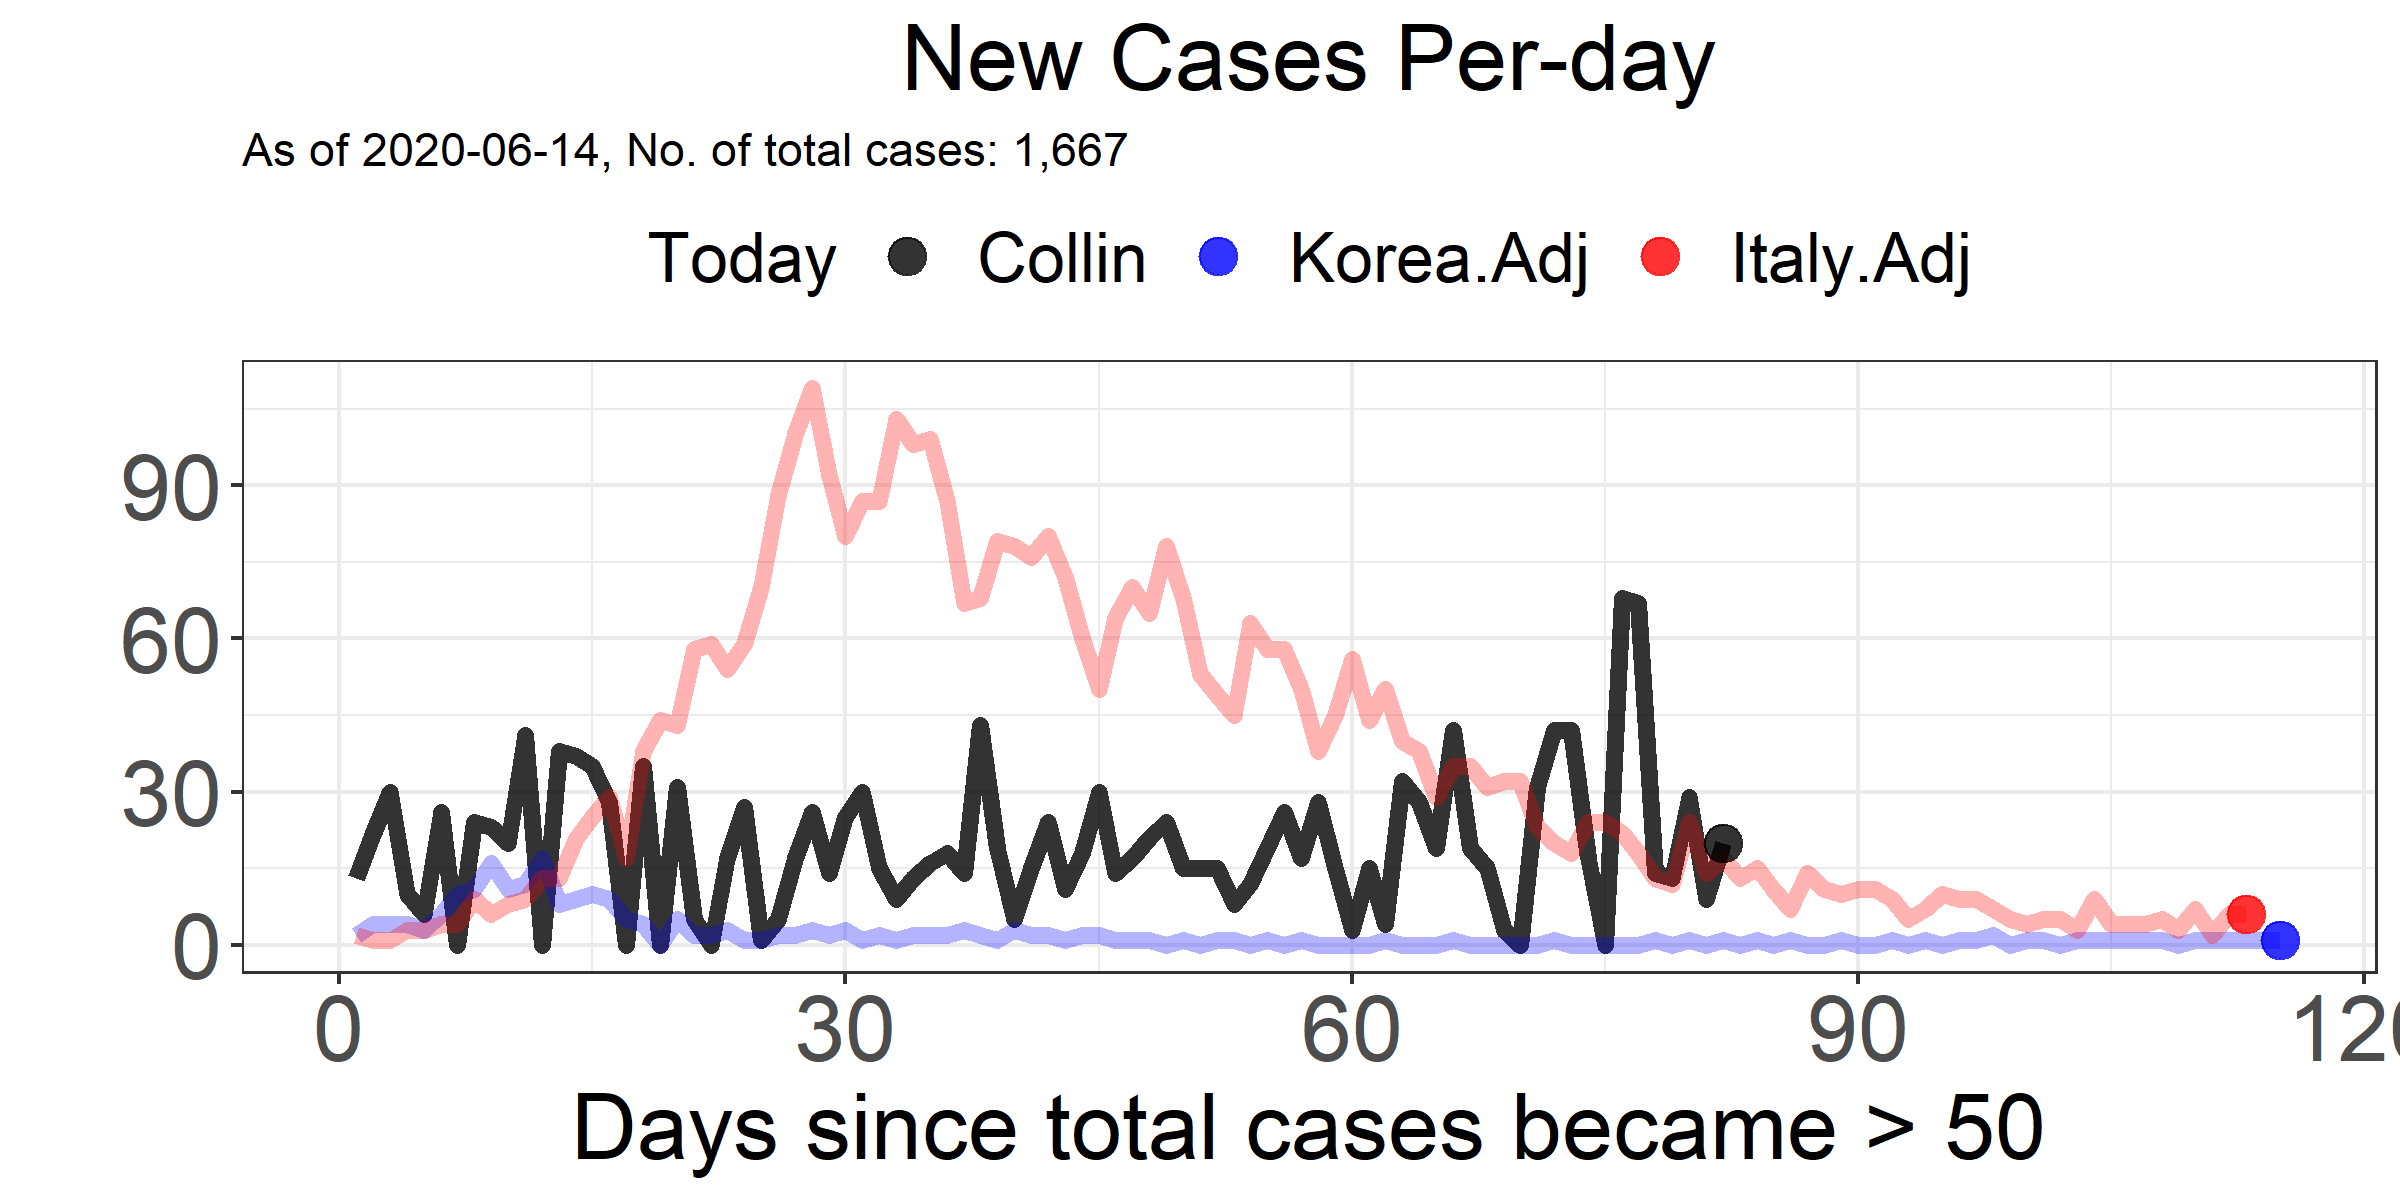 New Cases Per-day
As of 2020-06-14, No. of total cases: 1,667
Today Collin Korea.Adj Italy.Adj
90
60
30
0
0 30 60 90 120
Days since total cases became > 50